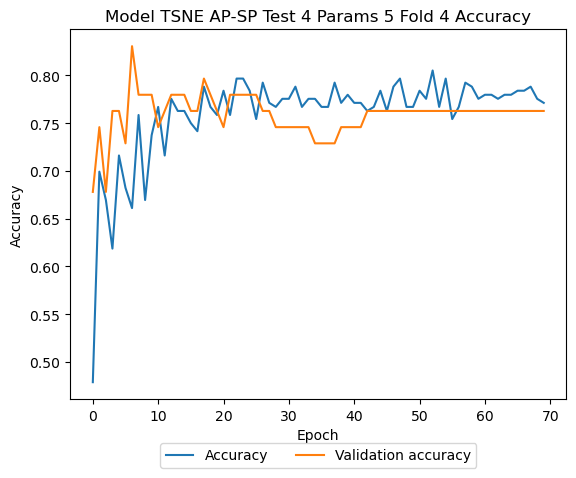 Model TSNE AP-SP Test 4 Params 5 Fold 4 Accuracy
Accuracy
0.80
0.75
0.70
0.65
0.60
0.55
0.50
0 10 20 30 40 50 60 70
Epoch
Accuracy Validation accuracy